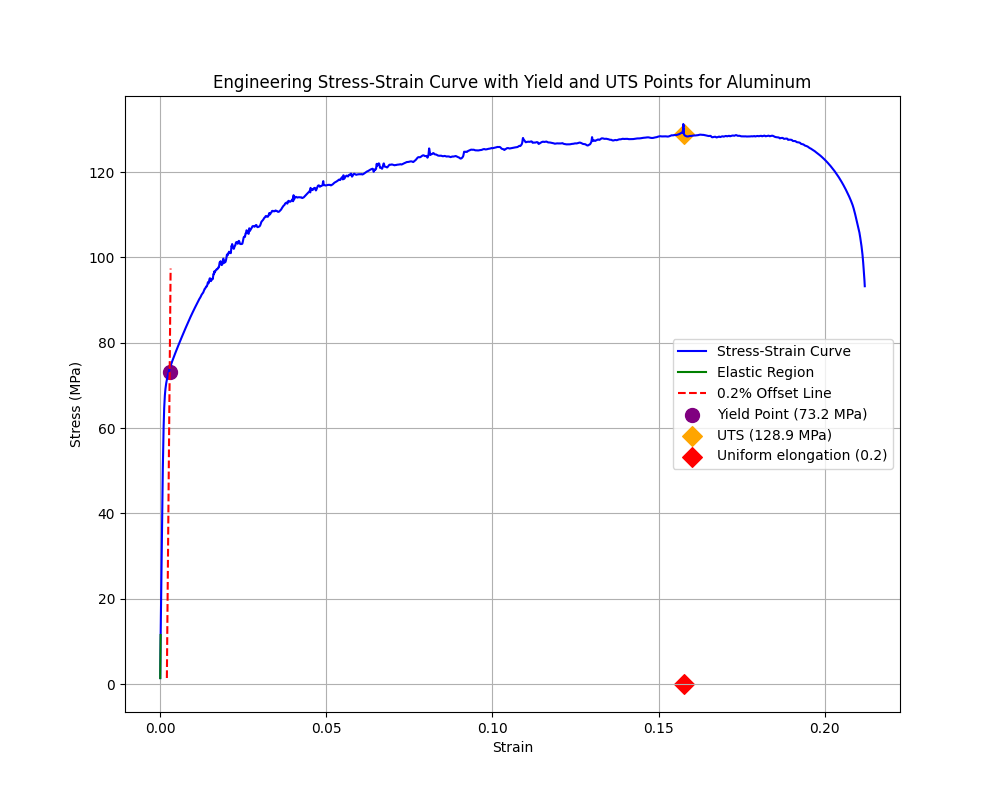 Engineering Stress-Strain Curve with Yield and UTS Points for Aluminum
120
100
80
60
40
20
0
Stress (MPa)
Stress-Strain Curve
Elastic Region
0.2% Offset Line
Yield Point (73.2 MPa)
UTS (128.9 MPa)
Uniform elongation (0.2)
0.00 0.05 0.10 0.15 0.20
Strain